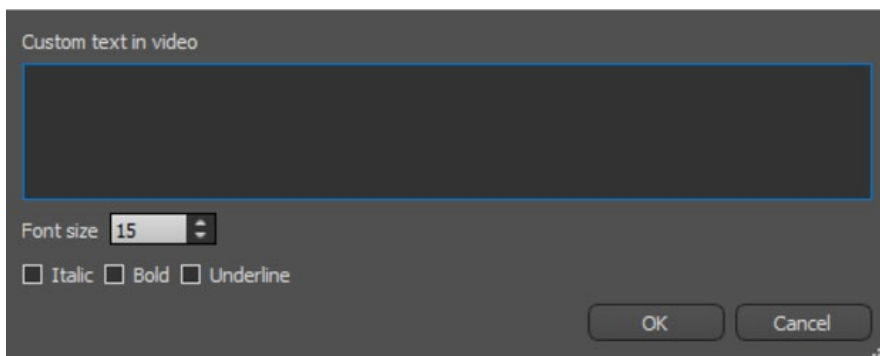 Custom text in video
Font size 15
Italic Bold Underline
OK Cancel